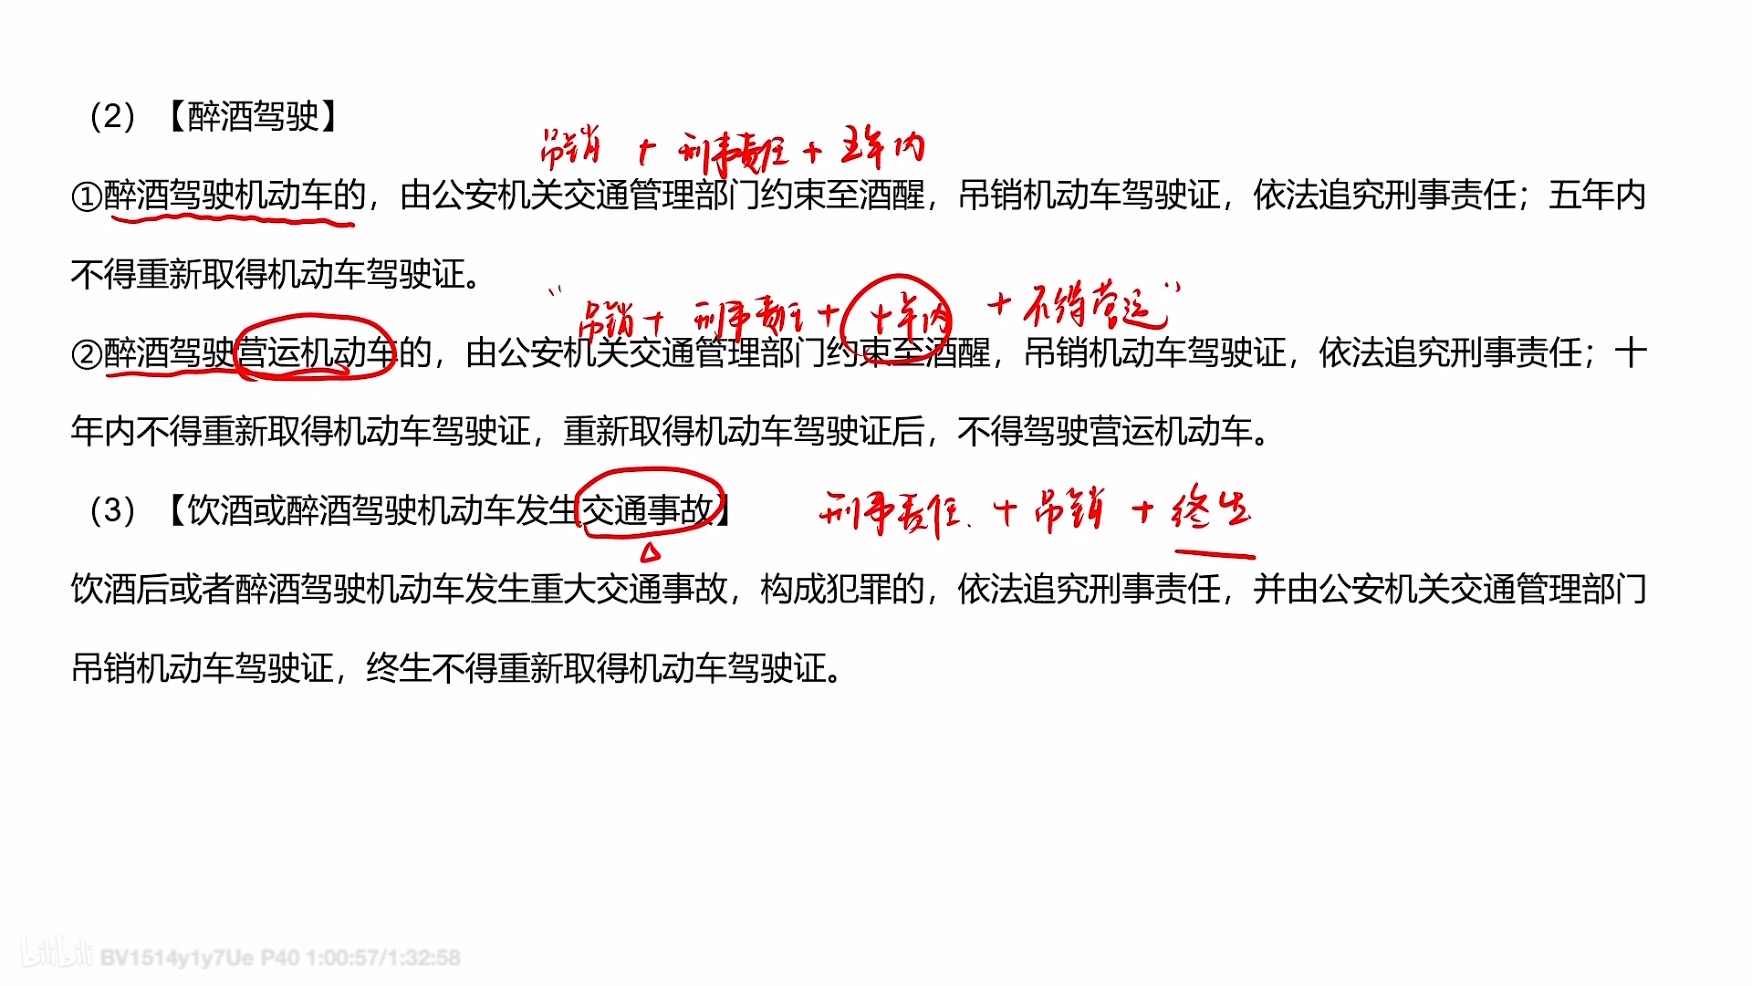 （2）【醉酒驾驶】
吊销 + 刑事责任 + 五年内
①醉酒驾驶机动车的，由公安机关交通管理部门约束至酒醒，吊销机动车驾驶证，依法追究刑事责任；五年内
不得重新取得机动车驾驶证。
“吊销 + 刑事责任 + 十年内 + 不得营运”
②醉酒驾驶营运机动车的，由公安机关交通管理部门约束至酒醒，吊销机动车驾驶证，依法追究刑事责任；十
年内不得重新取得机动车驾驶证，重新取得机动车驾驶证后，不得驾驶营运机动车。
（3）【饮酒或醉酒驾驶机动车发生交通事故】 刑事责任. + 吊销 + 终生
饮酒后或者醉酒驾驶机动车发生重大交通事故，构成犯罪的，依法追究刑事责任，并由公安机关交通管理部门
吊销机动车驾驶证，终生不得重新取得机动车驾驶证。
bilibili BV1514y1y7Ue P40 1:00:57/1:32:58